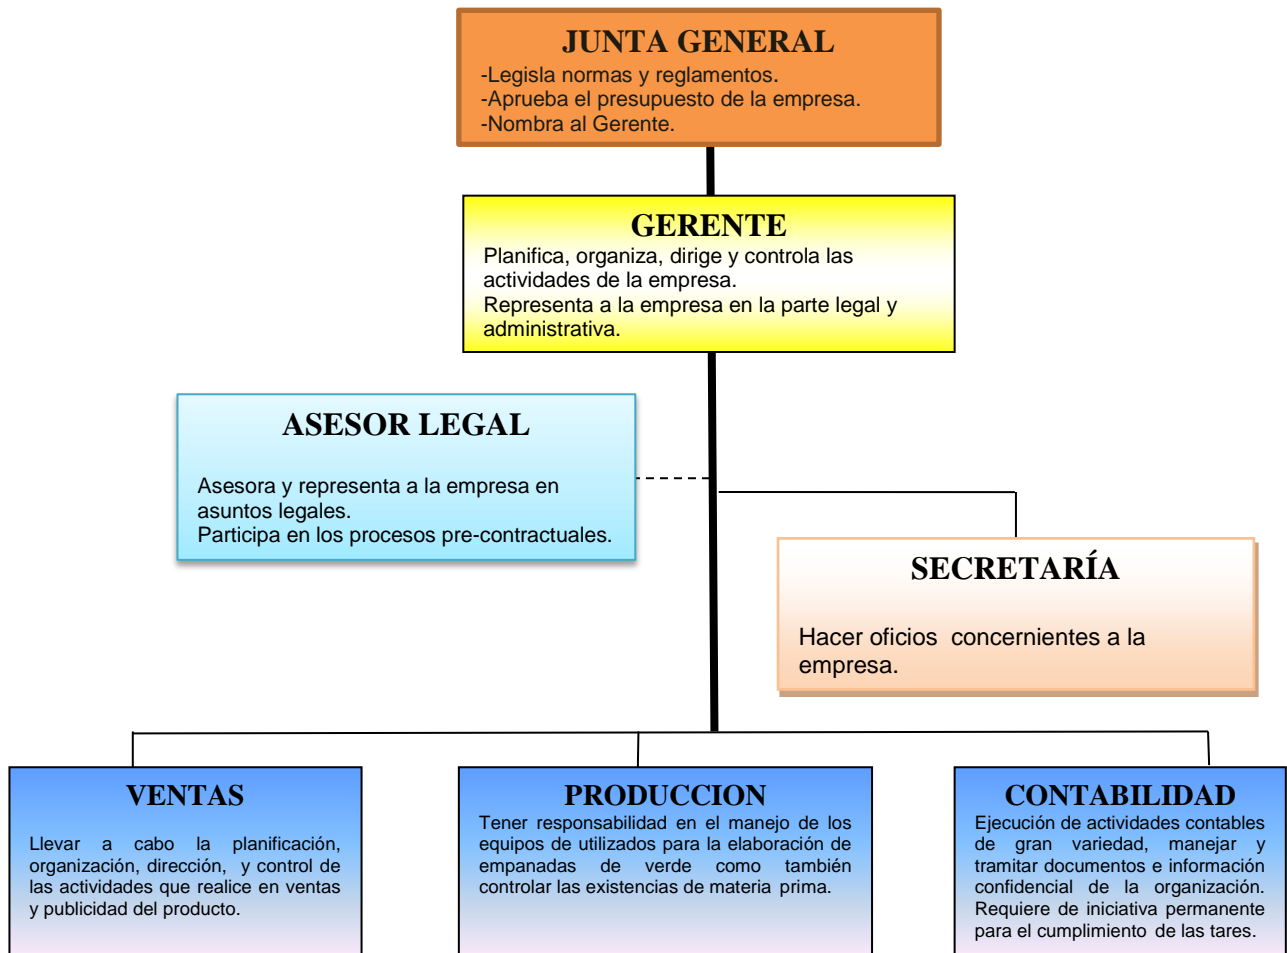 JUNTA GENERAL
-Legisla normas y reglamentos.
-Aprueba el presupuesto de la empresa.
-Nombra al Gerente.
GERENTE
Planifica, organiza, dirige y controla las
actividades de la empresa.
Representa a la empresa en la parte legal y
administrativa.
ASESOR LEGAL
Asesora y representa a la empresa en
asuntos legales.
Participa en los procesos pre-contractuales.
SECRETARÍA
Hacer oficios concernientes a la
empresa.
VENTAS
Llevar a cabo la planificación,
organización, dirección, y control de
las actividades que realice en ventas
y publicidad del producto.
PRODUCCION
Tener responsabilidad en el manejo de los
equipos de utilizados para la elaboración de
empanadas de verde como también
controlar las existencias de materia prima.
CONTABILIDAD
Ejecución de actividades contables
de gran variedad, manejar y
tramitar documentos e información
confidencial de la organización.
Requiere de iniciativa permanente
para el cumplimiento de las tares.